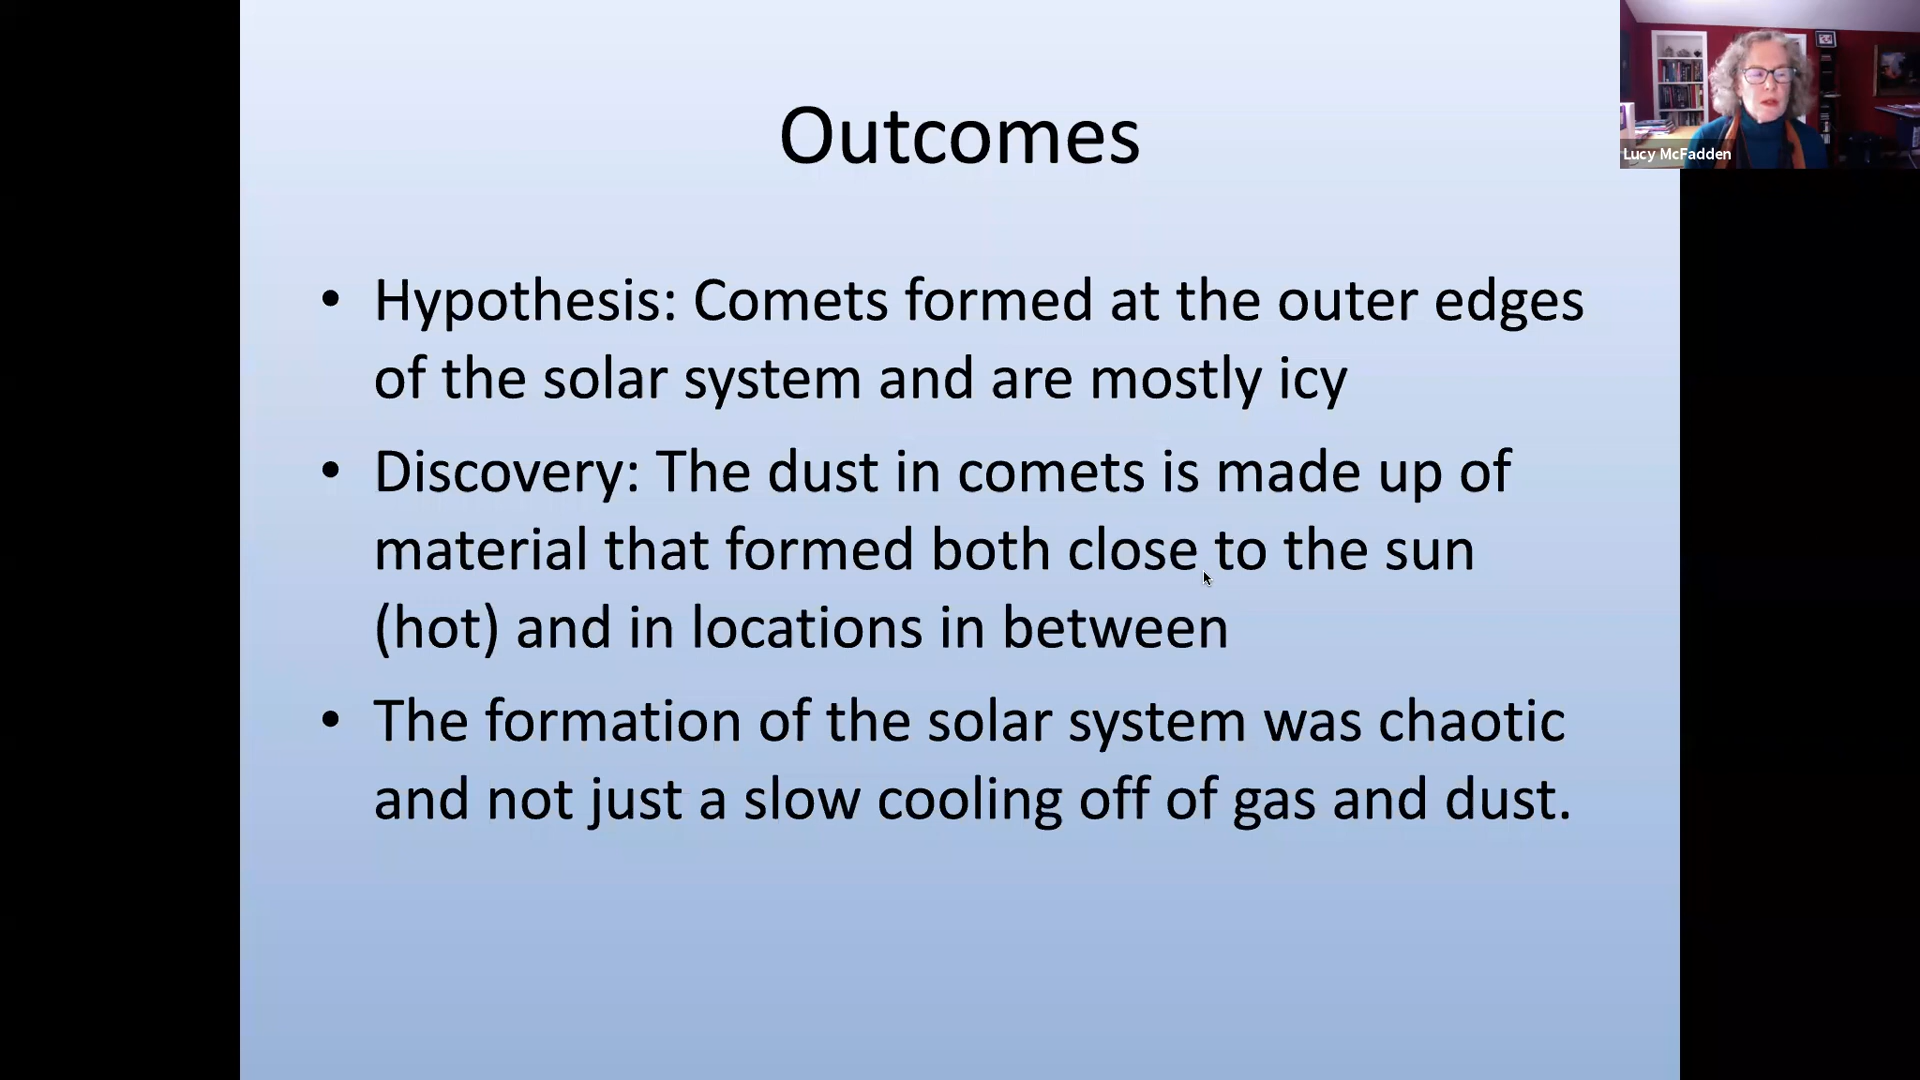 Outcomes
Lucy McFadden
• Hypothesis: Comets formed at the outer edges
of the solar system and are mostly icy
• Discovery: The dust in comets is made up of
material that formed both close to the sun
(hot) and in locations in between
• The formation of the solar system was chaotic
and not just a slow cooling off of gas and dust.